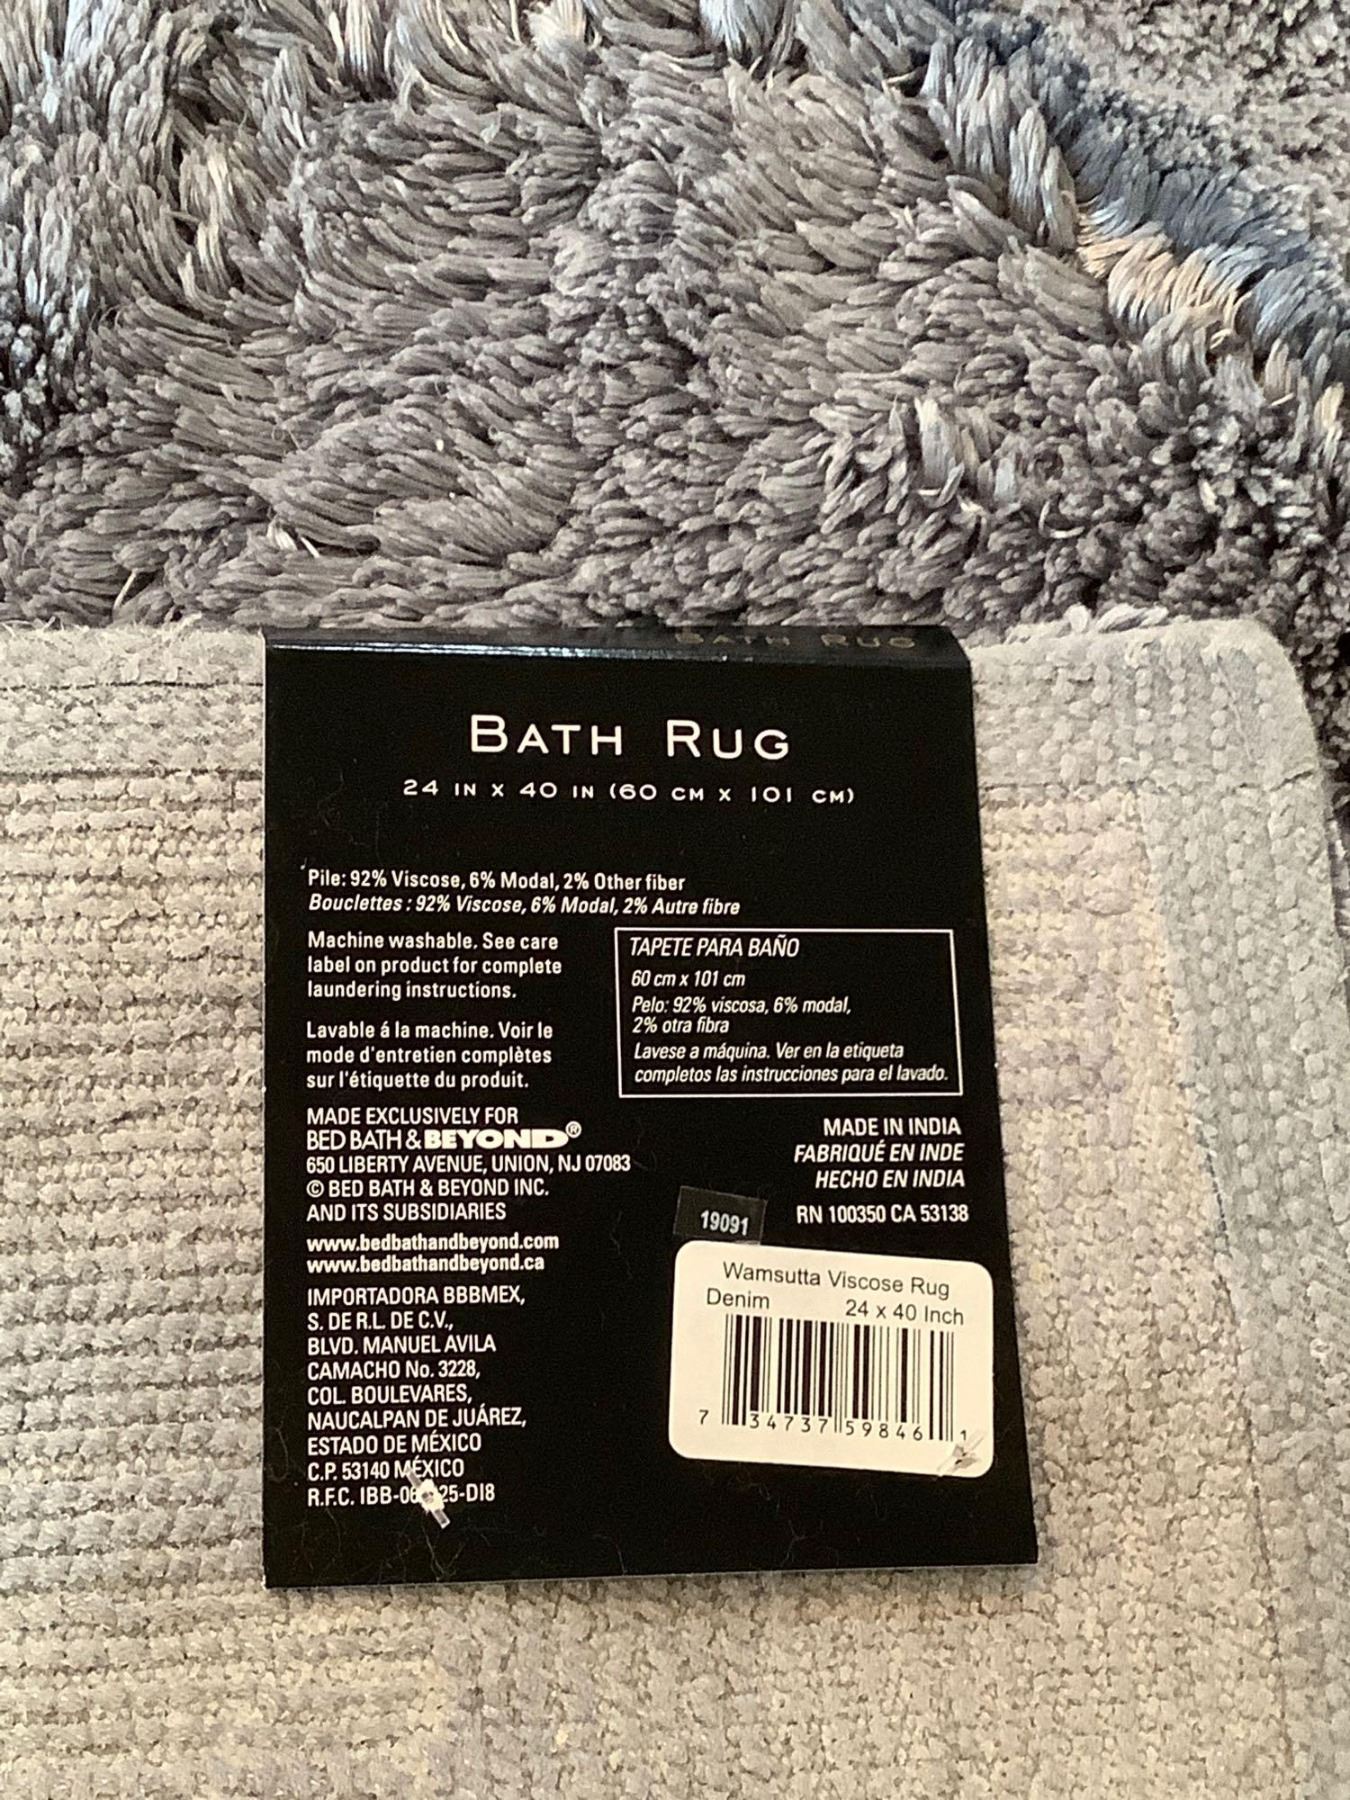 BATH RUG
BATH RUG
24 IN X 40 IN (60 CM X 101 CM)
Pile: 92% Viscose, 6% Modal, 2% Other fiber
Bouclettes : 92% Viscose, 6% Modal, 2% Autre fibre
Machine washable. See care
label on product for complete
laundering instructions.
Lavable á la machine. Voir le
mode d'entretien complètes
sur l'étiquette du produit.
TAPETE PARA BAÑO
60 cm x 101 cm
Pelo: 92% viscosa, 6% modal,
2% otra fibra
Lavese a máquina. Ver en la etiqueta
completos las instrucciones para el lavado.
MADE EXCLUSIVELY FOR
BED BATH & BEYOND®
650 LIBERTY AVENUE, UNION, NJ 07083
© BED BATH & BEYOND INC.
AND ITS SUBSIDIARIES
www.bedbathandbeyond.com
www.bedbathandbeyond.ca
IMPORTADORA BBBMEX,
S. DE R.L. DE C.V.,
BLVD. MANUEL AVILA
CAMACHO No. 3228,
COL. BOULEVARES,
NAUCALPAN DE JUÁREZ,
ESTADO DE MÉXICO
C.P. 53140 MÉXICO
R.F.C.
MADE IN INDIA
FABRIQUÉ EN INDE
HECHO EN INDIA
RN 100350 CA 53138
19091
Wamsutta Viscose Rug
Denim 24 x 40 Inch
7 34737 59846 1